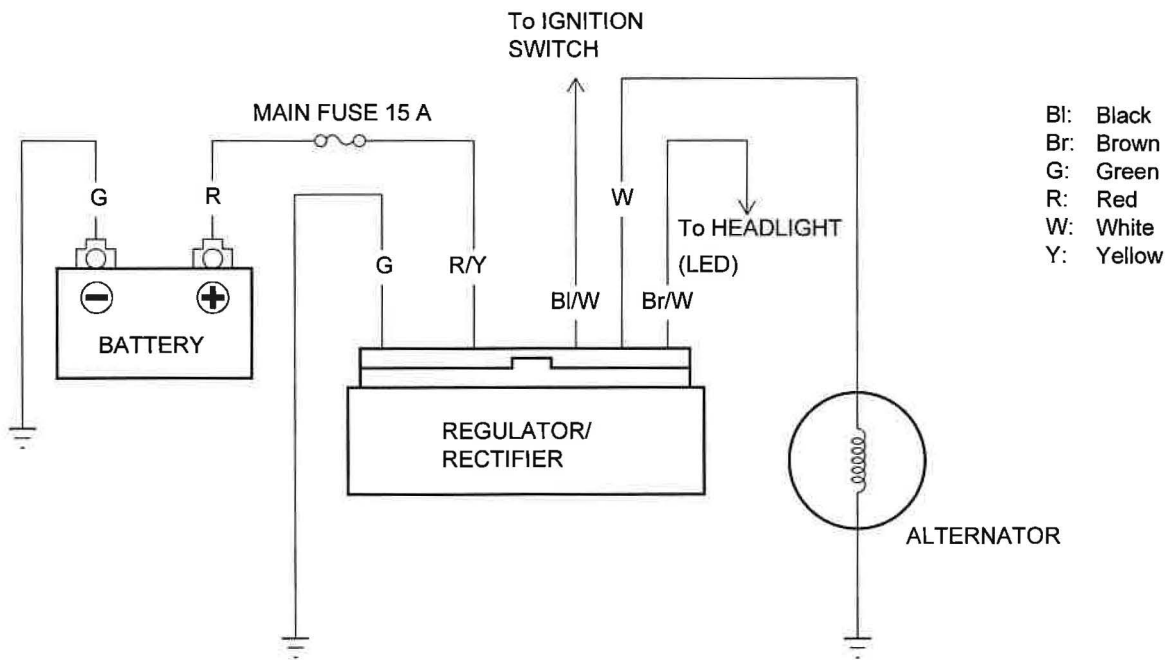 To IGNITION
SWITCH
MAIN FUSE 15 A
Bl: Black
Br: Brown
G: Green
R: Red
W: White
Y: Yellow
G
R
W
To HEADLIGHT
(LED)
G
R/Y
Bl/W
Br/W
BATTERY
REGULATOR/
RECTIFIER
ALTERNATOR